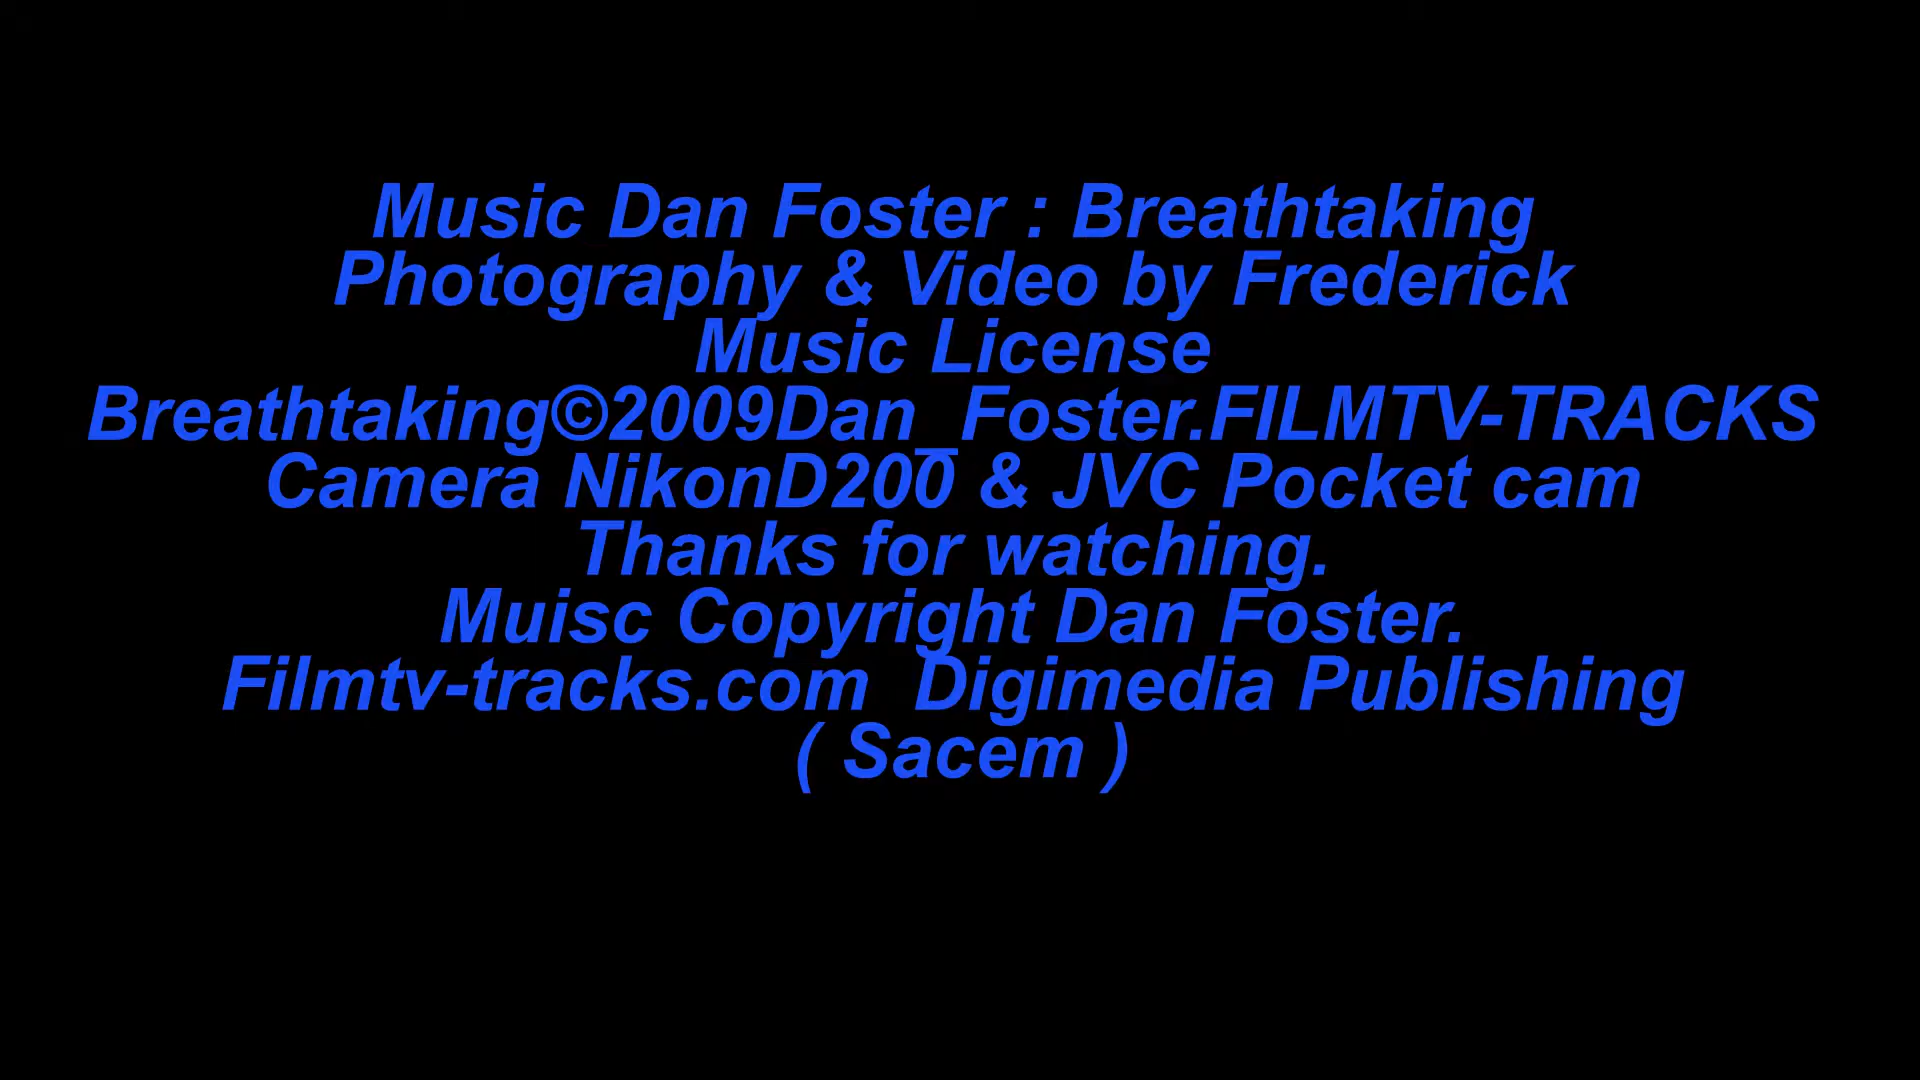 Music Dan Foster : Breathtaking
Photography & Video by Frederick
Music License
Breathtaking©2009Dan_Foster.FILMTV-TRACKS
Camera NikonD200 & JVC Pocket cam
Thanks for watching.
Muisc Copyright Dan Foster.
Filmtv-tracks.com  Digimedia Publishing
( Sacem )